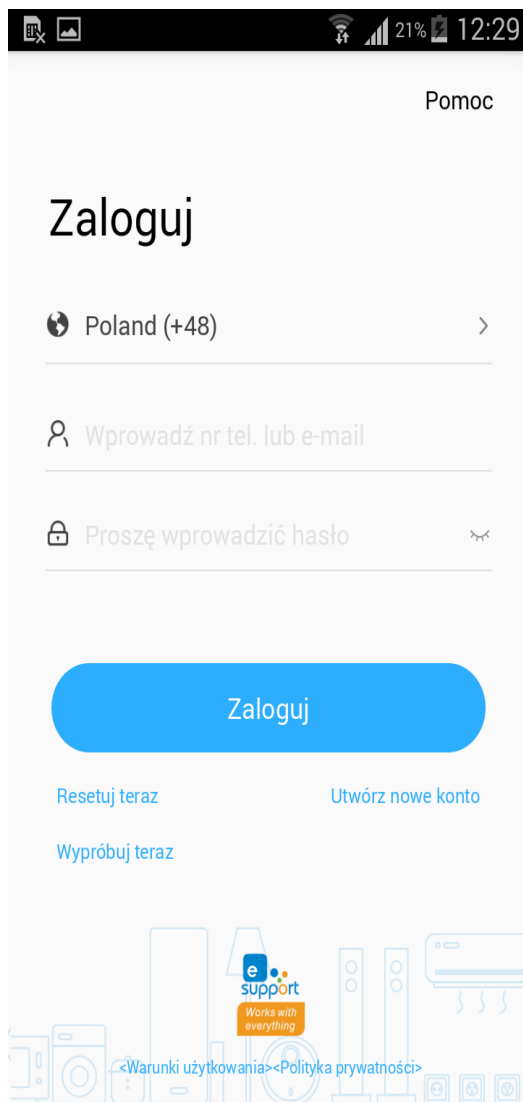 21% 12:29
Pomoc
Zaloguj
Poland (+48)
Wprowadź nr tel. lub e-mail
Proszę wprowadzić hasło
Zaloguj
Resetuj teraz Utwórz nowe konto
Wypróbuj teraz
e
support
Works with
everything
<Warunki użytkowania><Polityka prywatności>